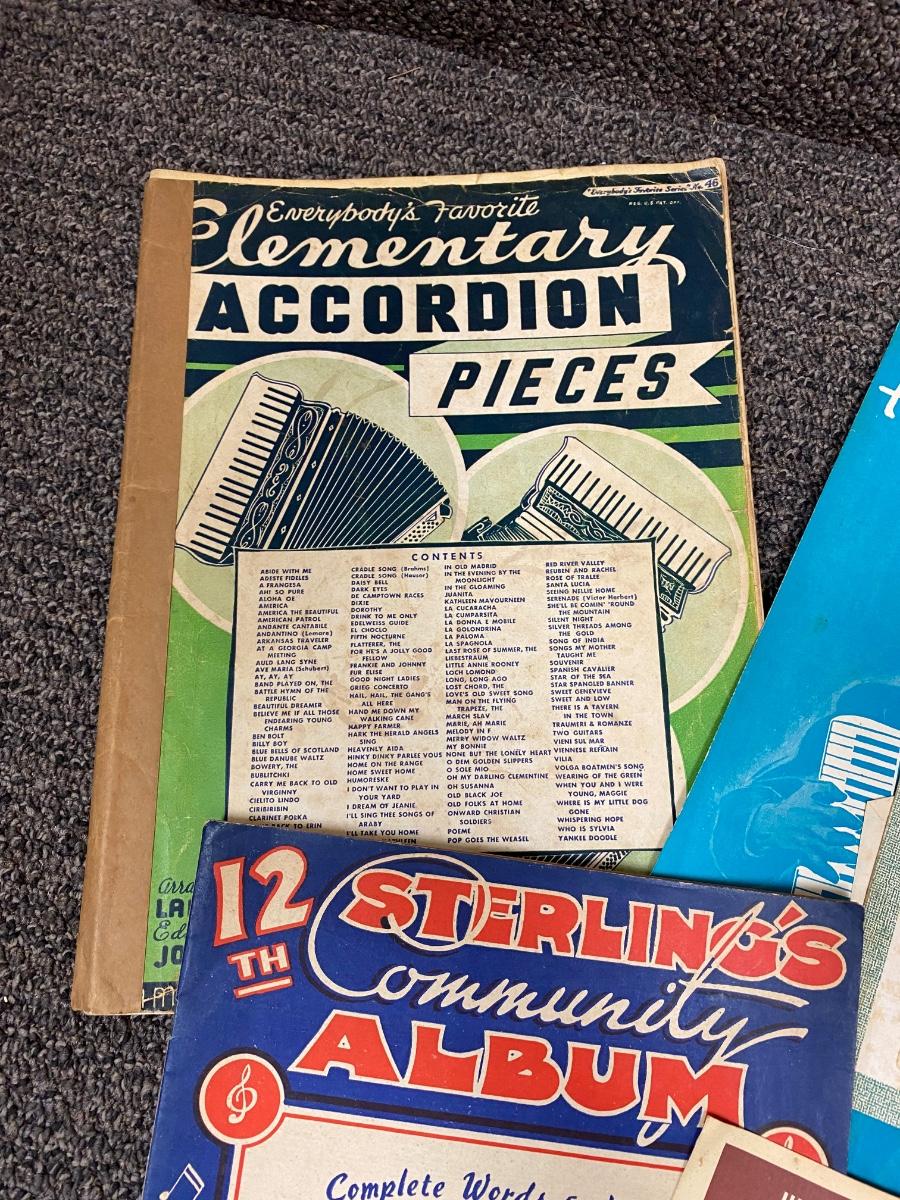 "Everybody's Favorite Series" No. 46
REG. U.S. PAT. OFF.
Everybody's Favorite
Elementary
ACCORDION
PIECES
CONTENTS
ABIDE WITH ME
ADESTE FIDELES
A FRANGESA
AH! SO PURE
ALOHA OE
AMERICA
AMERICA THE BEAUTIFUL
AMERICAN PATROL
ANDANTE CANTABILE
ANDANTINO (Lemare)
ARKANSAS TRAVELER
AT A GEORGIA CAMP
MEETING
AULD LANG SYNE
AVE MARIA (Schubert)
AY, AY, AY
BAND PLAYED ON, THE
BATTLE HYMN OF THE
REPUBLIC
BEAUTIFUL DREAMER
BELIEVE ME IF ALL THOSE
ENDEARING YOUNG
CHARMS
BEN BOLT
BILLY BOY
BLUE BELLS OF SCOTLAND
BLUE DANUBE WALTZ
BOWERY, THE
BUBLITCHKI
CARRY ME BACK TO OLD
VIRGINNY
CIELITO LINDO
CIRIBIRIBIN
CLARINET POLKA
BACK TO ERIN
CRADLE SONG (Brahms)
CRADLE SONG (Hauser)
DAISY BELL
DARK EYES
DE CAMPTOWN RACES
DIXIE
DOROTHY
DRINK TO ME ONLY
EDELWEISS GLIDE
EL CHOCLO
FIFTH NOCTURNE
FLATTERER, THE
FOR HE'S A JOLLY GOOD
FELLOW
FRANKIE AND JOHNNY
FUR ELISE
GOOD NIGHT LADIES
GRIEG CONCERTO
HAIL, HAIL, THE GANG'S
ALL HERE
HAND ME DOWN MY
WALKING CANE
HAPPY FARMER
HARK THE HERALD ANGELS
SING
HEAVENLY AIDA
HINKY DINKY PARLEE VOUS
HOME ON THE RANGE
HOME SWEET HOME
HUMORESKE
I DON'T WANT TO PLAY IN
YOUR YARD
I DREAM OF JEANIE
I'LL SING THEE SONGS OF
ARABY
I'LL TAKE YOU HOME
IN OLD MADRID
IN THE EVENING BY THE
MOONLIGHT
IN THE GLOAMING
JUANITA
KATHLEEN MAVOURNEEN
LA CUCARACHA
LA CUMPARSITA
LA DONNA E MOBILE
LA GOLONDRINA
LA PALOMA
LA SPAGNOLA
LAST ROSE OF SUMMER, THE
LIEBESTRAUM
LITTLE ANNIE ROONEY
LOCH LOMOND
LONG, LONG AGO
LOST CHORD, THE
LOVE'S OLD SWEET SONG
MAN ON THE FLYING
TRAPEZE, THE
MARCH SLAV
MARIE, AH MARIE
MELODY IN F
MERRY WIDOW WALTZ
MY BONNIE
NONE BUT THE LONELY HEART
O DEM GOLDEN SLIPPERS
O SOLE MIO
OH MY DARLING CLEMENTINE
OH SUSANNA
OLD BLACK JOE
OLD FOLKS AT HOME
ONWARD CHRISTIAN
SOLDIERS
POEME
POP GOES THE WEASEL
RED RIVER VALLEY
REUBEN AND RACHEL
ROSE OF TRALEE
SANTA LUCIA
SEEING NELLIE HOME
SERENADE (Victor Herbert)
SHE'LL BE COMIN' 'ROUND
THE MOUNTAIN
SILENT NIGHT
SILVER THREADS AMONG
THE GOLD
SONG OF INDIA
SONGS MY MOTHER
TAUGHT ME
SOUVENIR
SPANISH CAVALIER
STAR OF THE SEA
STAR SPANGLED BANNER
SWEET GENEVIEVE
SWEET AND LOW
THERE IS A TAVERN
IN THE TOWN
TRAUMEREI & ROMANZE
TWO GUITARS
VIENI SUL MAR
VIENNESE REFRAIN
VILIA
VOLGA BOATMEN'S SONG
WEARING OF THE GREEN
WHEN YOU AND I WERE
YOUNG, MAGGIE
WHERE IS MY LITTLE DOG
GONE
WHISPERING HOPE
WHO IS SYLVIA
YANKEE DOODLE
Arra
LA
Ed
JO
12TH
STERLING'S
Community
ALBUM
Complete Words